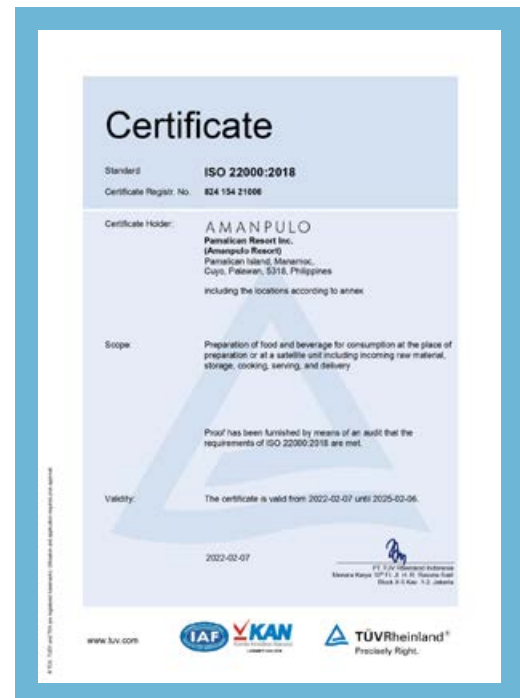 Certificate
Standard ISO 22000:2018
Certificate Registr. No. 824 154 21006
Certificate Holder: AMANPULO
Pamalican Resort Inc.
(Amanpulo Resort)
Pamalican Island, Manamoc,
Cuyo, Palawan, 5318, Philippines
including the locations according to annex
Scope: Preparation of food and beverage for consumption at the place of
preparation or at a satellite unit including incoming raw material,
storage, cooking, serving, and delivery
Proof has been furnished by means of an audit that the
requirements of ISO 22000:2018 are met.
Validity: The certificate is valid from 2022-02-07 until 2025-02-06.
2022-02-07
PT. TÜV Rheinland Indonesia
www.tuv.com
IAF
KAN
TÜVRheinland®
Precisely Right.